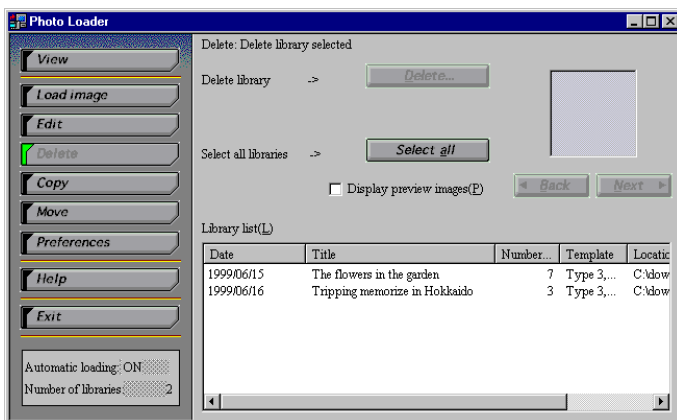 Photo Loader
View
Load image
Edit
Delete
Copy
Move
Preferences
Help
Exit
Automatic loading: ON
Number of libraries: 2
Delete: Delete library selected
Delete library -> Delete...
Select all libraries -> Select all
Display preview images(P)
Back Next
Library list(L)
Date Title Number... Template Locatic
1999/06/15 The flowers in the garden 7 Type 3,... C:\dow
1999/06/16 Tripping memorize in Hokkaido 3 Type 3,... C:\dow